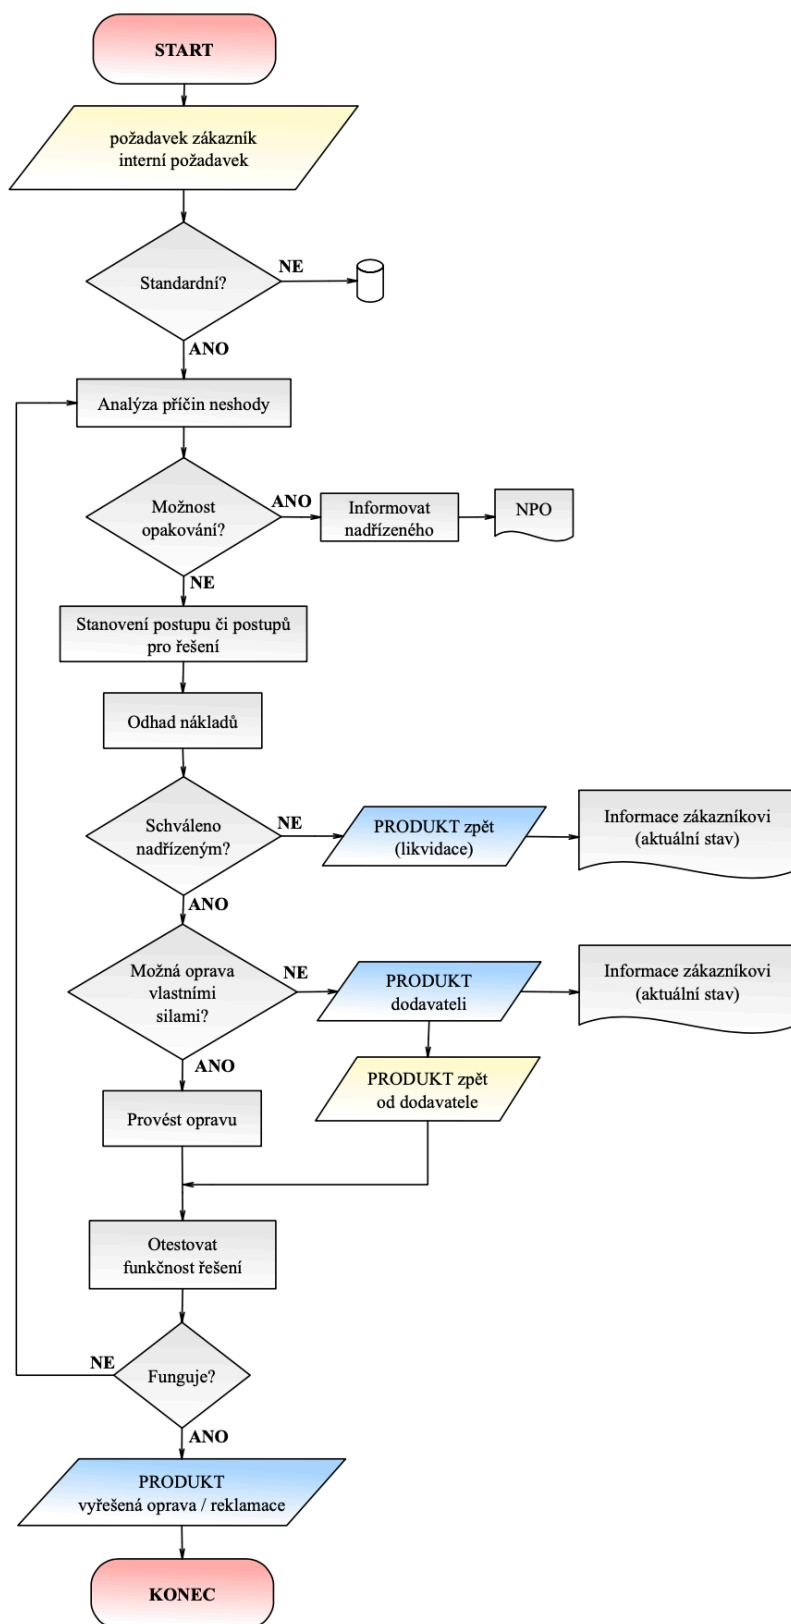 START
požadavek zákazník
interní požadavek
Standardní?
NE
ANO
Analýza příčin neshody
Možnost
opakování?
ANO
Informovat
nadřízeného
NPO
NE
Stanovení postupu či postupů
pro řešení
Odhad nákladů
Schváleno
nadřízeným?
NE
PRODUKT zpět
(likvidace)
Informace zákazníkovi
(aktuální stav)
ANO
Možná oprava
vlastními
silami?
NE
PRODUKT
dodavateli
Informace zákazníkovi
(aktuální stav)
ANO
PRODUKT zpět
od dodavatele
Provést opravu
Otestovat
funkčnost řešení
NE
Funguje?
ANO
PRODUKT
vyřešená oprava / reklamace
KONEC